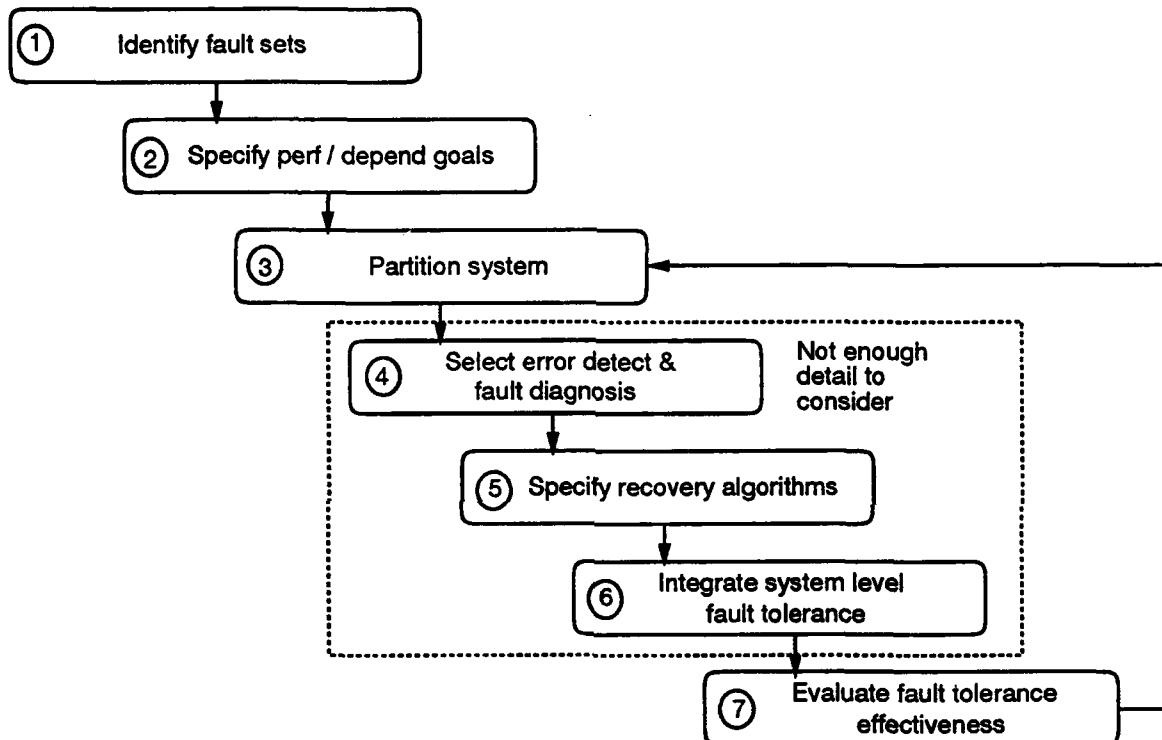 1 Identify fault sets
2 Specify perf / depend goals
3 Partition system
4 Select error detect &
fault diagnosis
Not enough
detail to
consider
5 Specify recovery algorithms
6 Integrate system level
fault tolerance
7 Evaluate fault tolerance
effectiveness